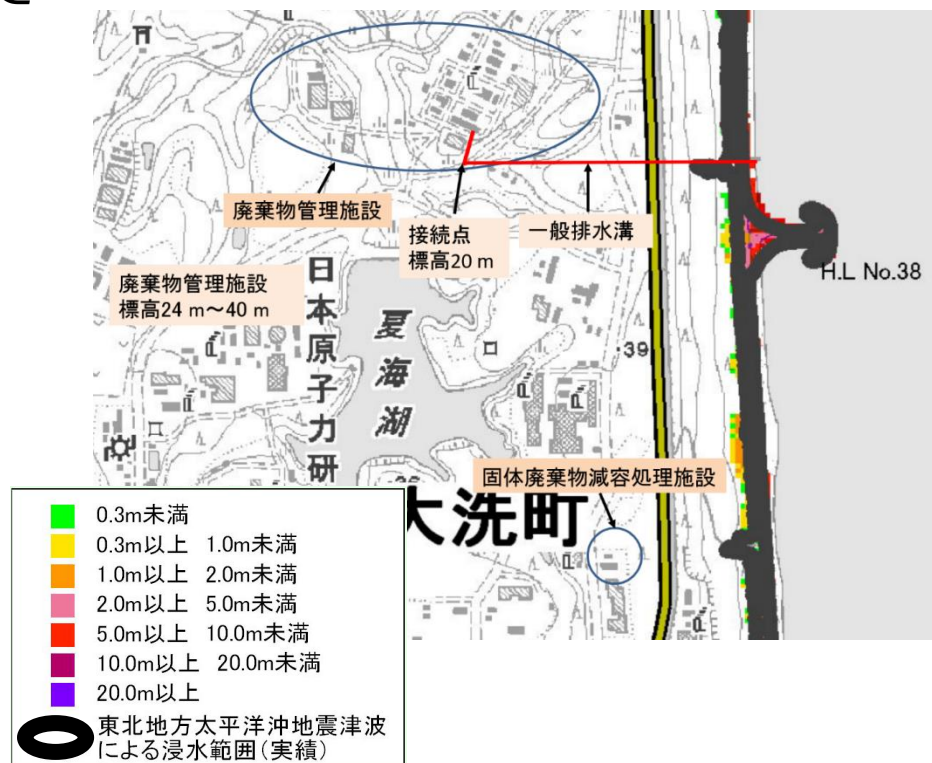 廃棄物管理施設
接続点
標高20 m
一般排水溝
H.L No.38
廃棄物管理施設
標高24 m～40 m
日本原子力研
夏海湖
・39
固体廃棄物減容処理施設
大洗町
0.3m未満
0.3m以上 1.0m未満
1.0m以上 2.0m未満
2.0m以上 5.0m未満
5.0m以上 10.0m未満
10.0m以上 20.0m未満
20.0m以上
東北地方太平洋沖地震津波
による浸水範囲(実績)